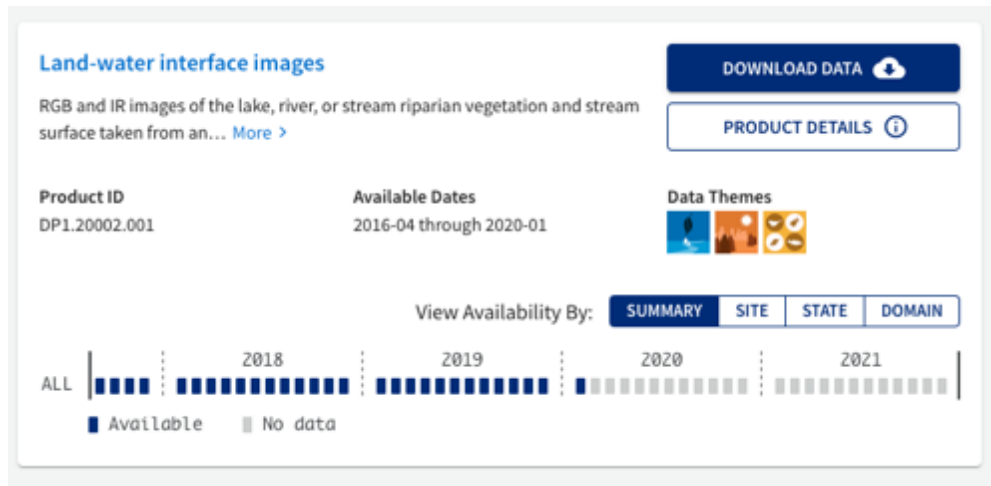 Land-water interface images
DOWNLOAD DATA
RGB and IR images of the lake, river, or stream riparian vegetation and stream
surface taken from an... More >
PRODUCT DETAILS
Product ID
DP1.20002.001
Available Dates
2016-04 through 2020-01
Data Themes
View Availability By: SUMMARY SITE STATE DOMAIN
2018 2019 2020 2021
ALL
Available No data